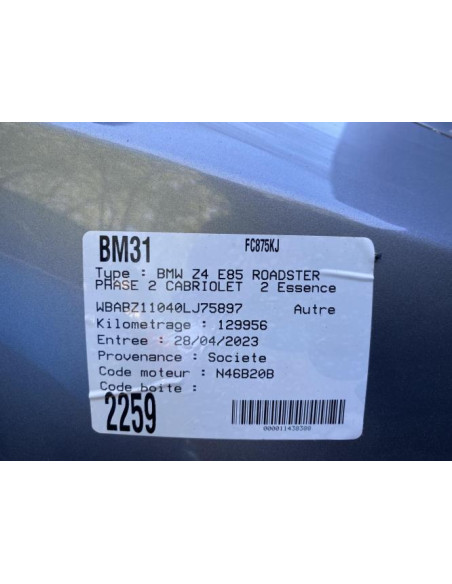 BM31 FC875KJ
Type : BMW Z4 E85 ROADSTER
PHASE 2 CABRIOLET 2 Essence
WBABZ11040LJ75897 Autre
Kilometrage : 129956
Entree : 28/04/2023
Provenance : Societe
Code moteur : N46B20B
Code boite :
2259
000011438380